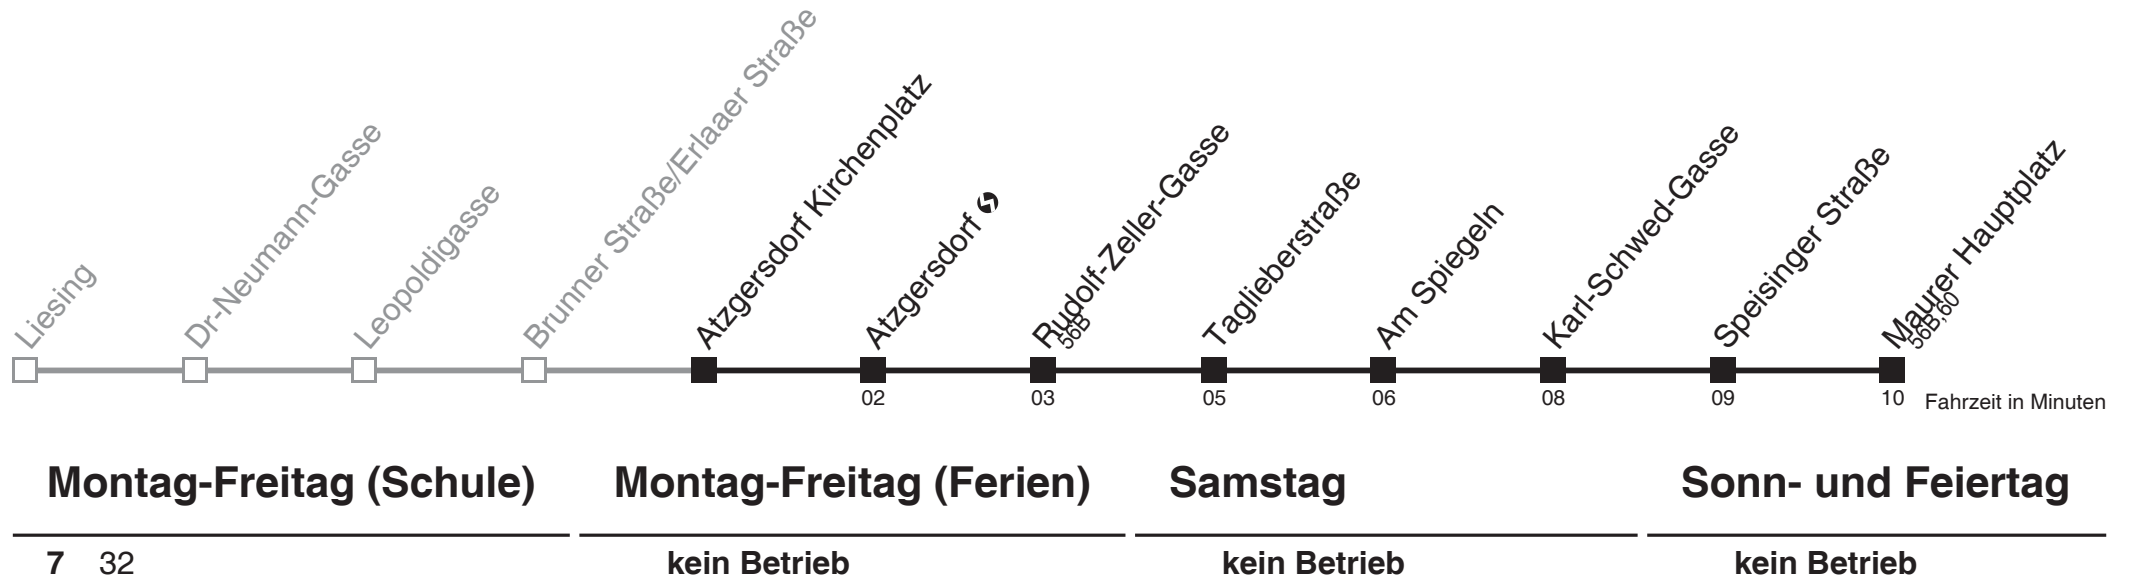 Liesing
Dr-Neumann-Gasse
Leopoldigasse
Brunner Straße/Erlaaer Straße
Atzgersdorf Kirchenplatz
Atzgersdorf
Rudolf-Zeller-Gasse
56B
Taglieberstraße
Am Spiegeln
Karl-Schwed-Gasse
Speisinger Straße
Maurer Hauptplatz
56B,60
02 03 05 06 08 09 10 Fahrzeit in Minuten
Montag-Freitag (Schule) Montag-Freitag (Ferien) Samstag Sonn- und Feiertag
7 32 kein Betrieb kein Betrieb kein Betrieb